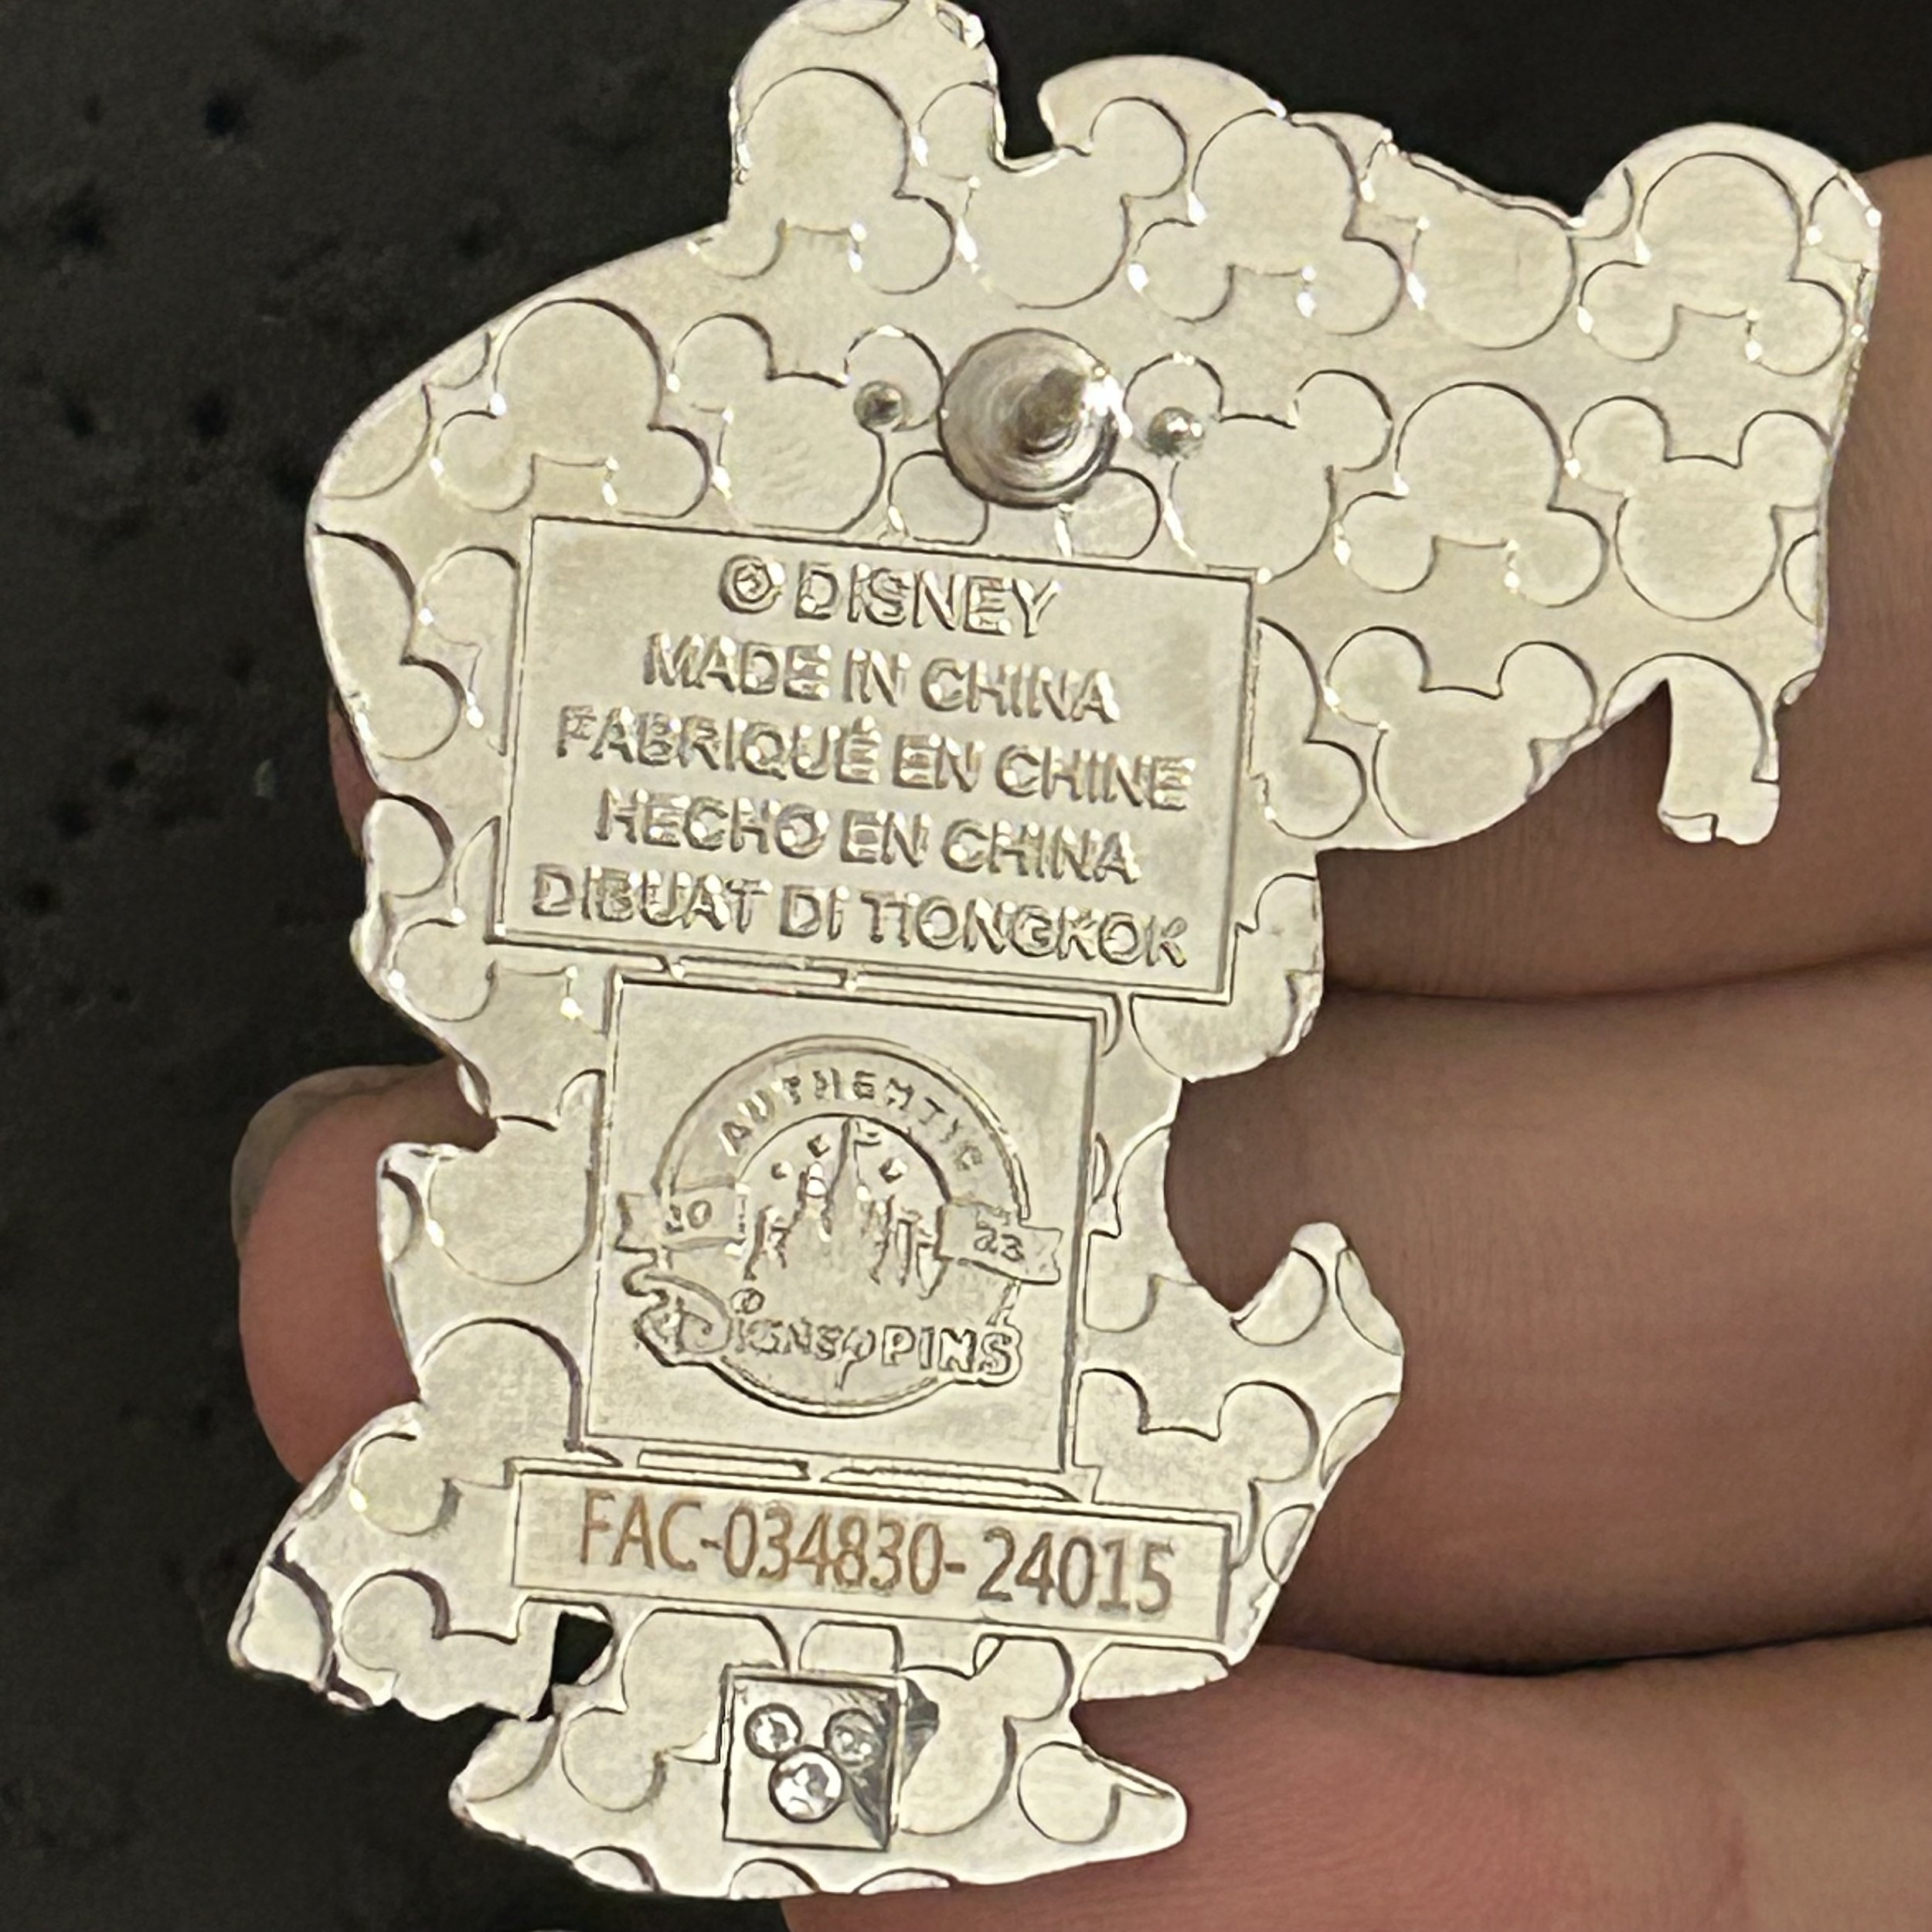 © DISNEY
MADE IN CHINA
FABRIQUÉ EN CHINE
HECHO EN CHINA
DIBUAT DI TIONGKOK
AUTHENTIC
20 23
Disney PINS
FAC-034830-24015